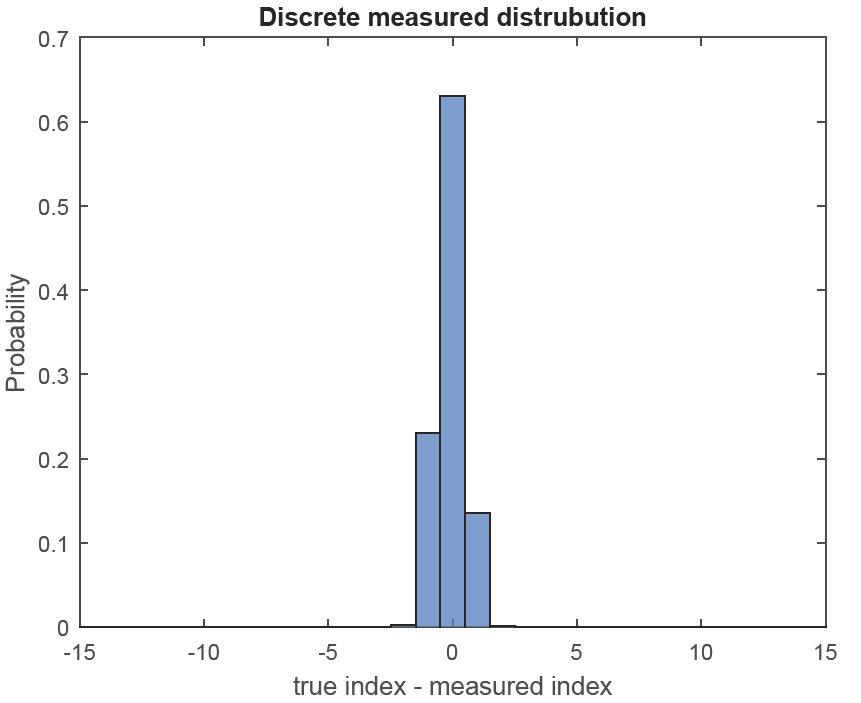 Discrete measured distrubution
0.7
0.6
0.5
0.4
0.3
0.2
0.1
0
Probability
-15 -10 -5 0 5 10 15
true index - measured index